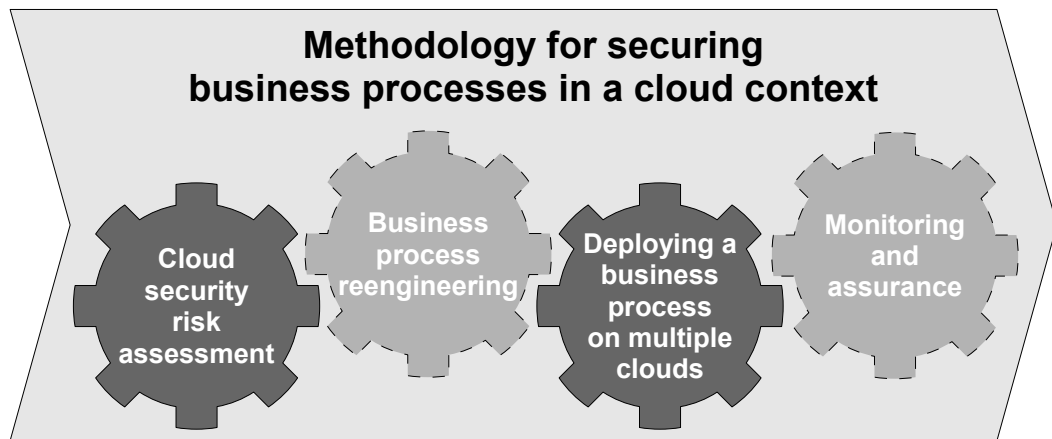 Methodology for securing
business processes in a cloud context
Cloud
security
risk
assessment
Business
process
reengineering
Deploying a
business
process
on multiple
clouds
Monitoring
and
assurance